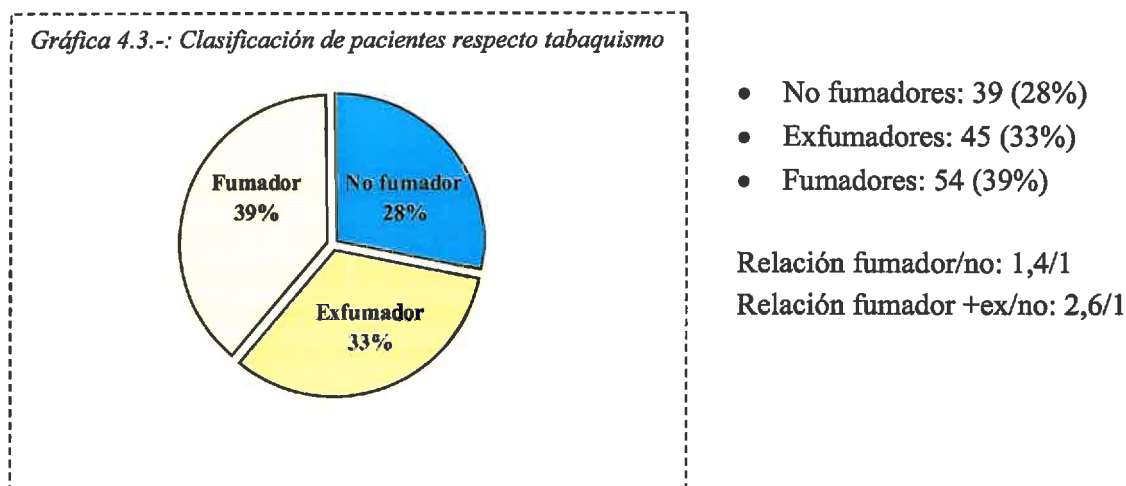 Gráfica 4.3.-: Clasificación de pacientes respecto tabaquismo
Fumador
39%
No fumador
28%
Exfumador
33%
• No fumadores: 39 (28%)
• Exfumadores: 45 (33%)
• Fumadores: 54 (39%)
Relación fumador/no: 1,4/1
Relación fumador +ex/no: 2,6/1